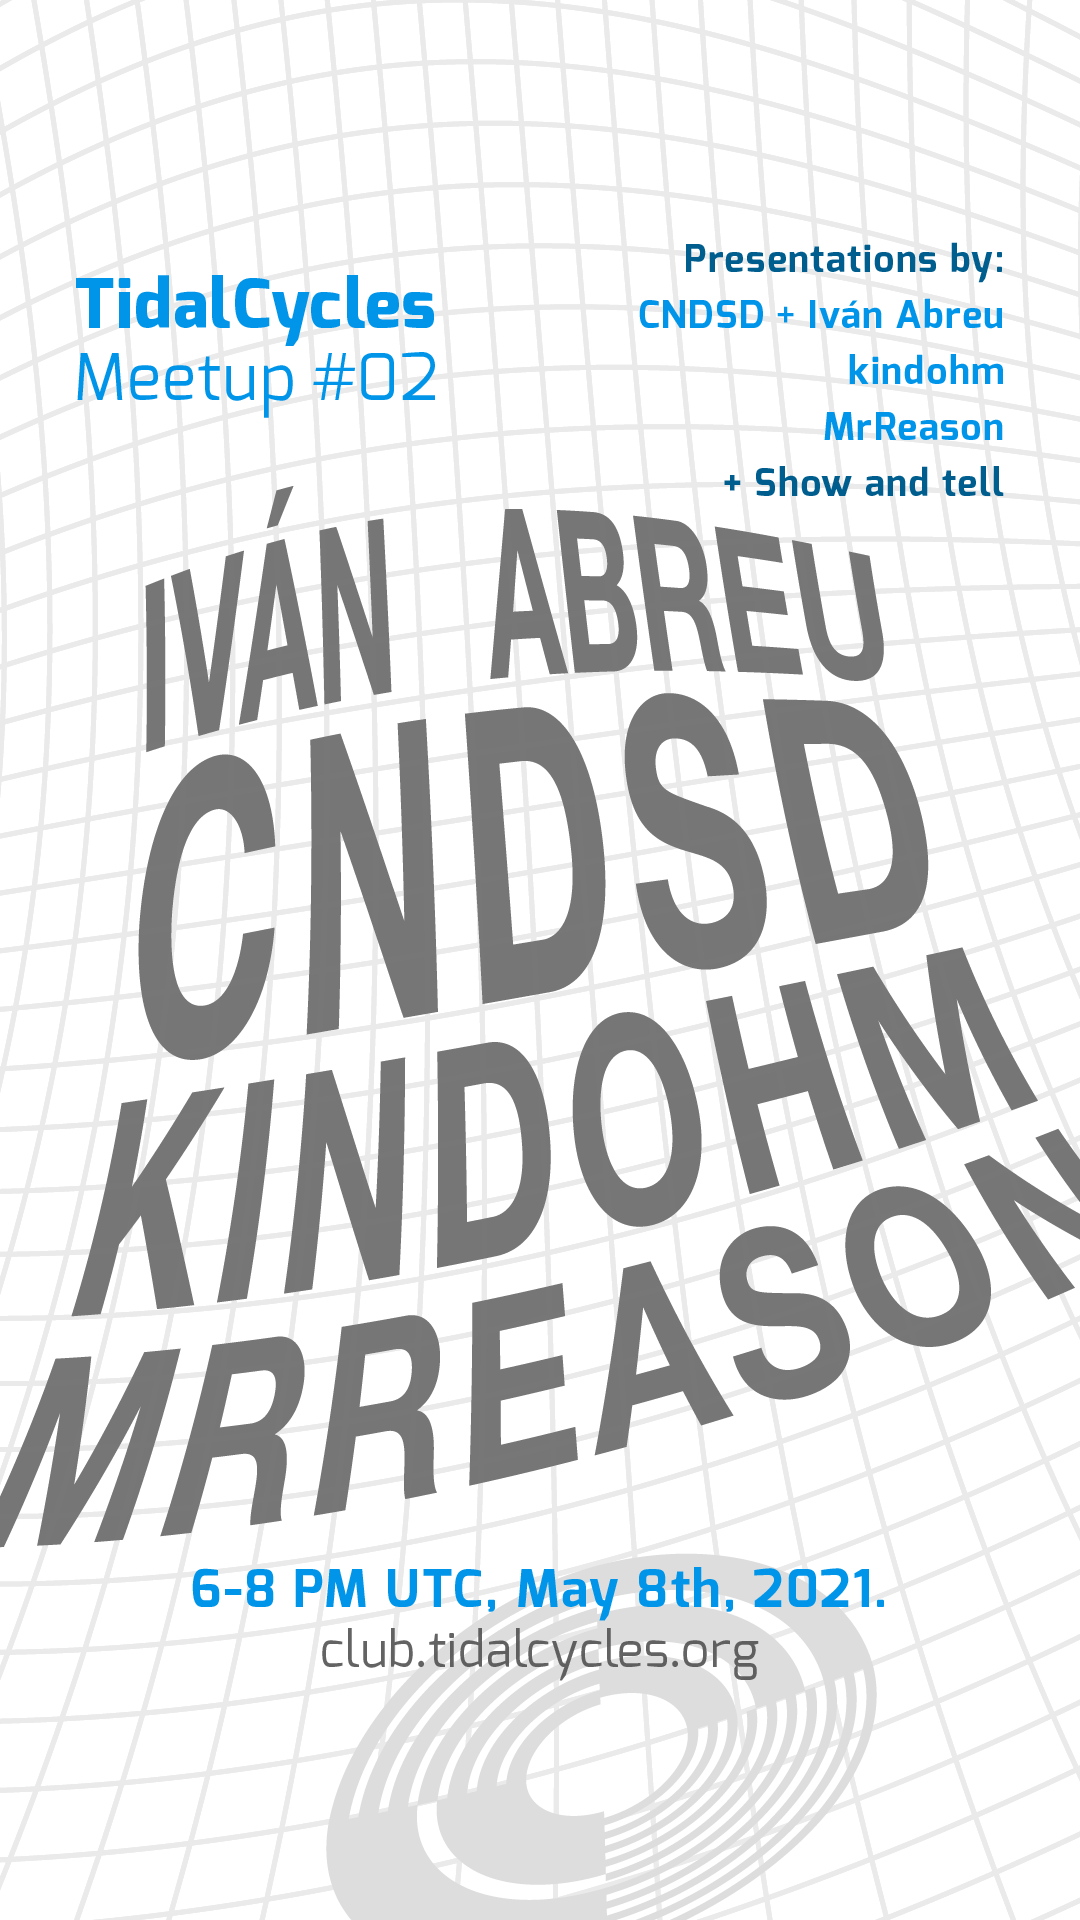 TidalCycles
Meetup #02
Presentations by:
CNDSD + Iván Abreu
kindohm
MrReason
+ Show and tell
IVÁN ABREU
CNDSD
KINDOHM
MRREASON
6-8 PM UTC, May 8th, 2021.
club.tidalcycles.org